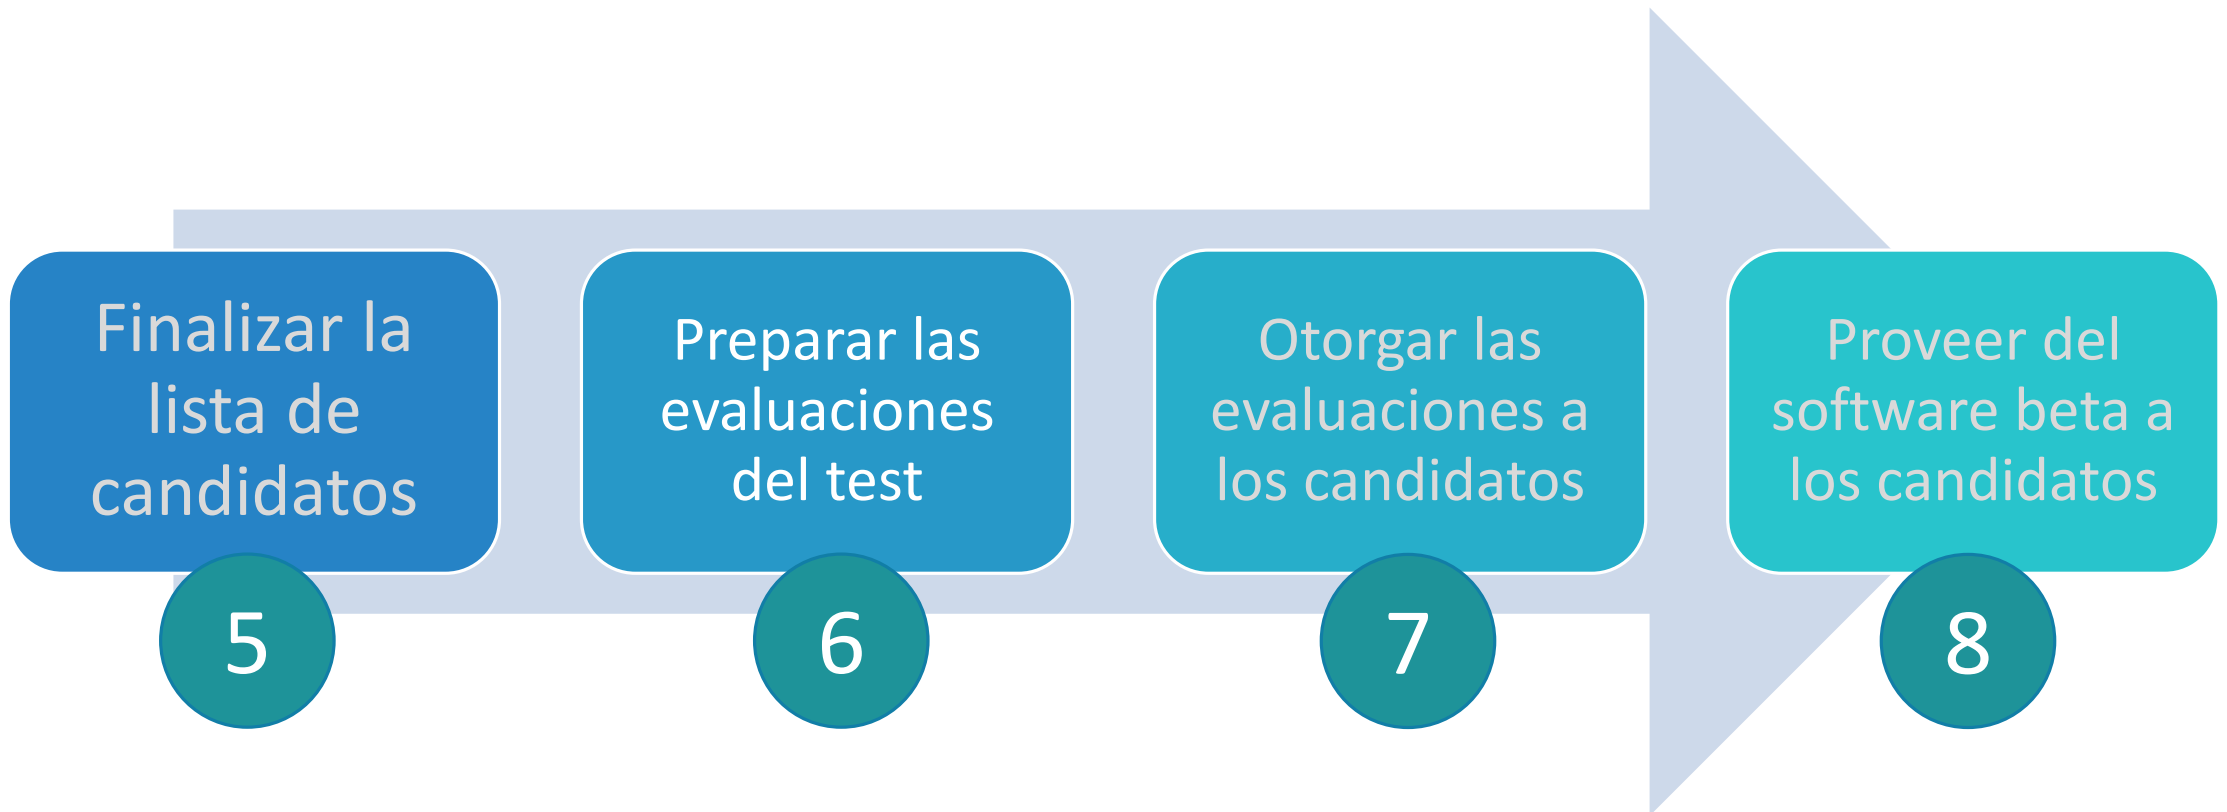 Finalizar la
lista de
candidatos
5
Preparar las
evaluaciones
del test
6
Otorgar las
evaluaciones a
los candidatos
7
Proveer del
software beta a
los candidatos
8